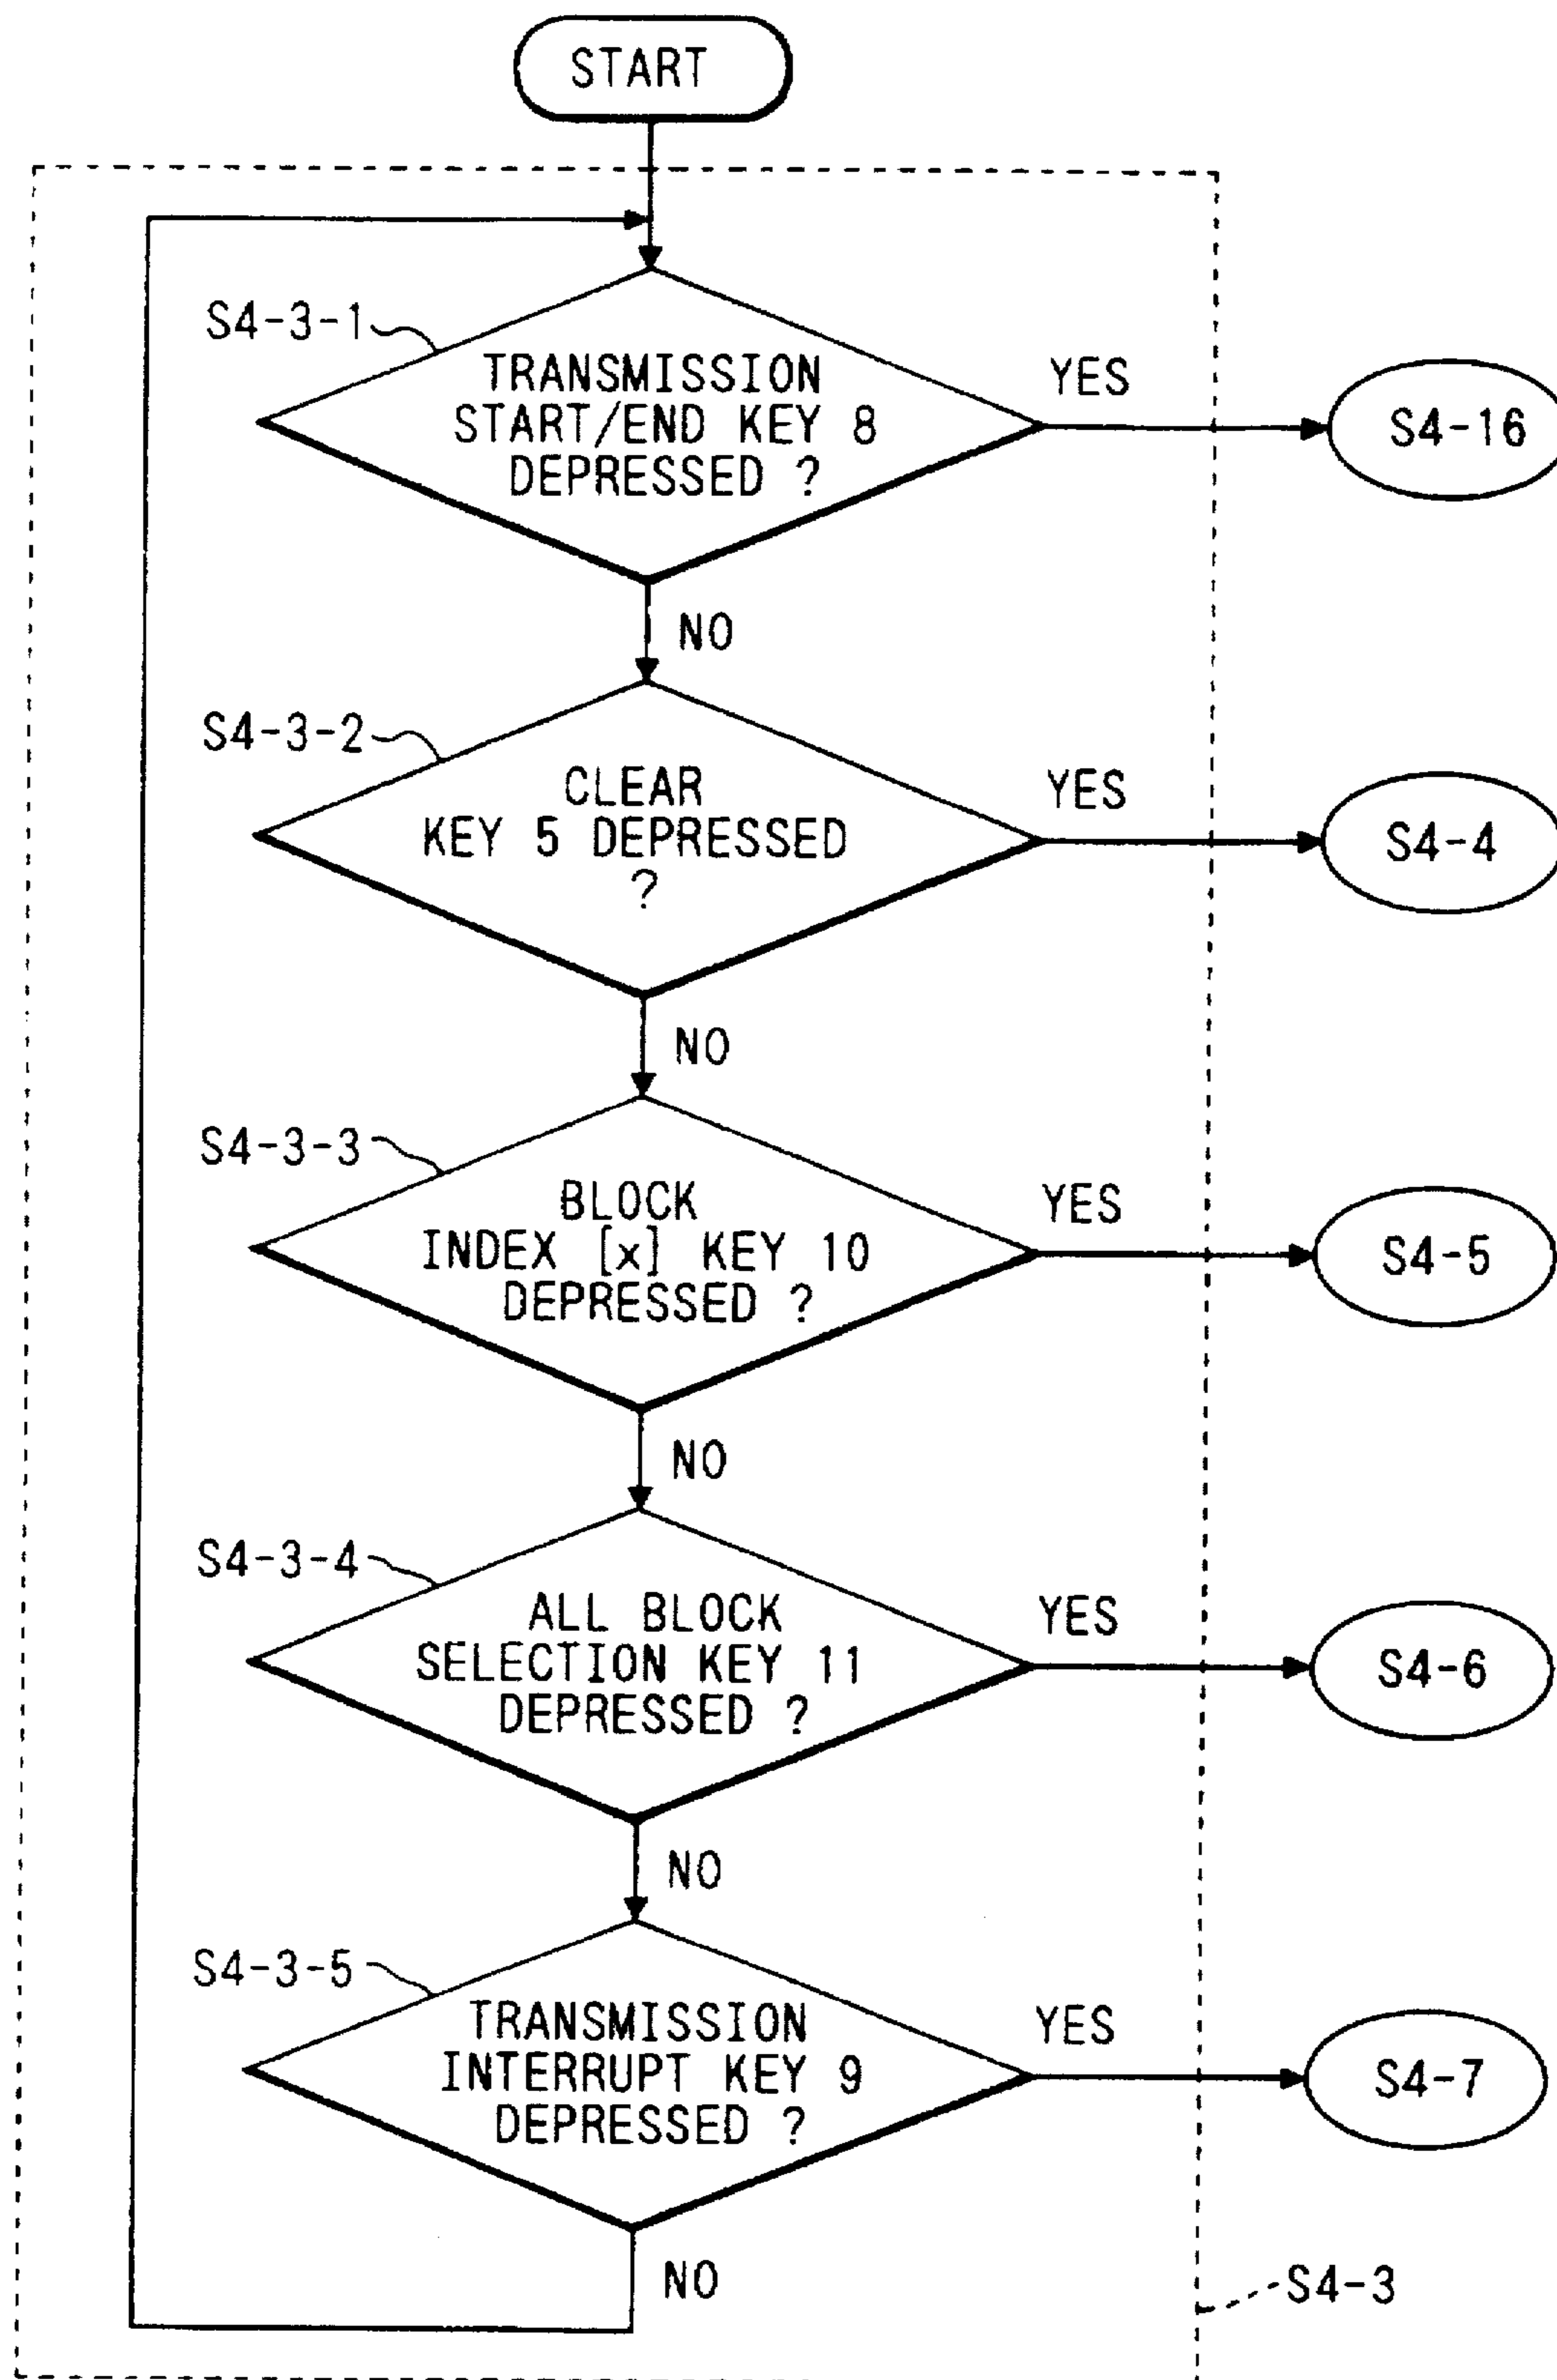 START
S4-3-1
TRANSMISSION
START/END KEY 8
DEPRESSED ?
YES
S4-16
NO
S4-3-2
CLEAR
KEY 5 DEPRESSED
?
YES
S4-4
NO
S4-3-3
BLOCK
INDEX [x] KEY 10
DEPRESSED ?
YES
S4-5
NO
S4-3-4
ALL BLOCK
SELECTION KEY 11
DEPRESSED ?
YES
S4-6
NO
S4-3-5
TRANSMISSION
INTERRUPT KEY 9
DEPRESSED ?
YES
S4-7
NO
S4-3